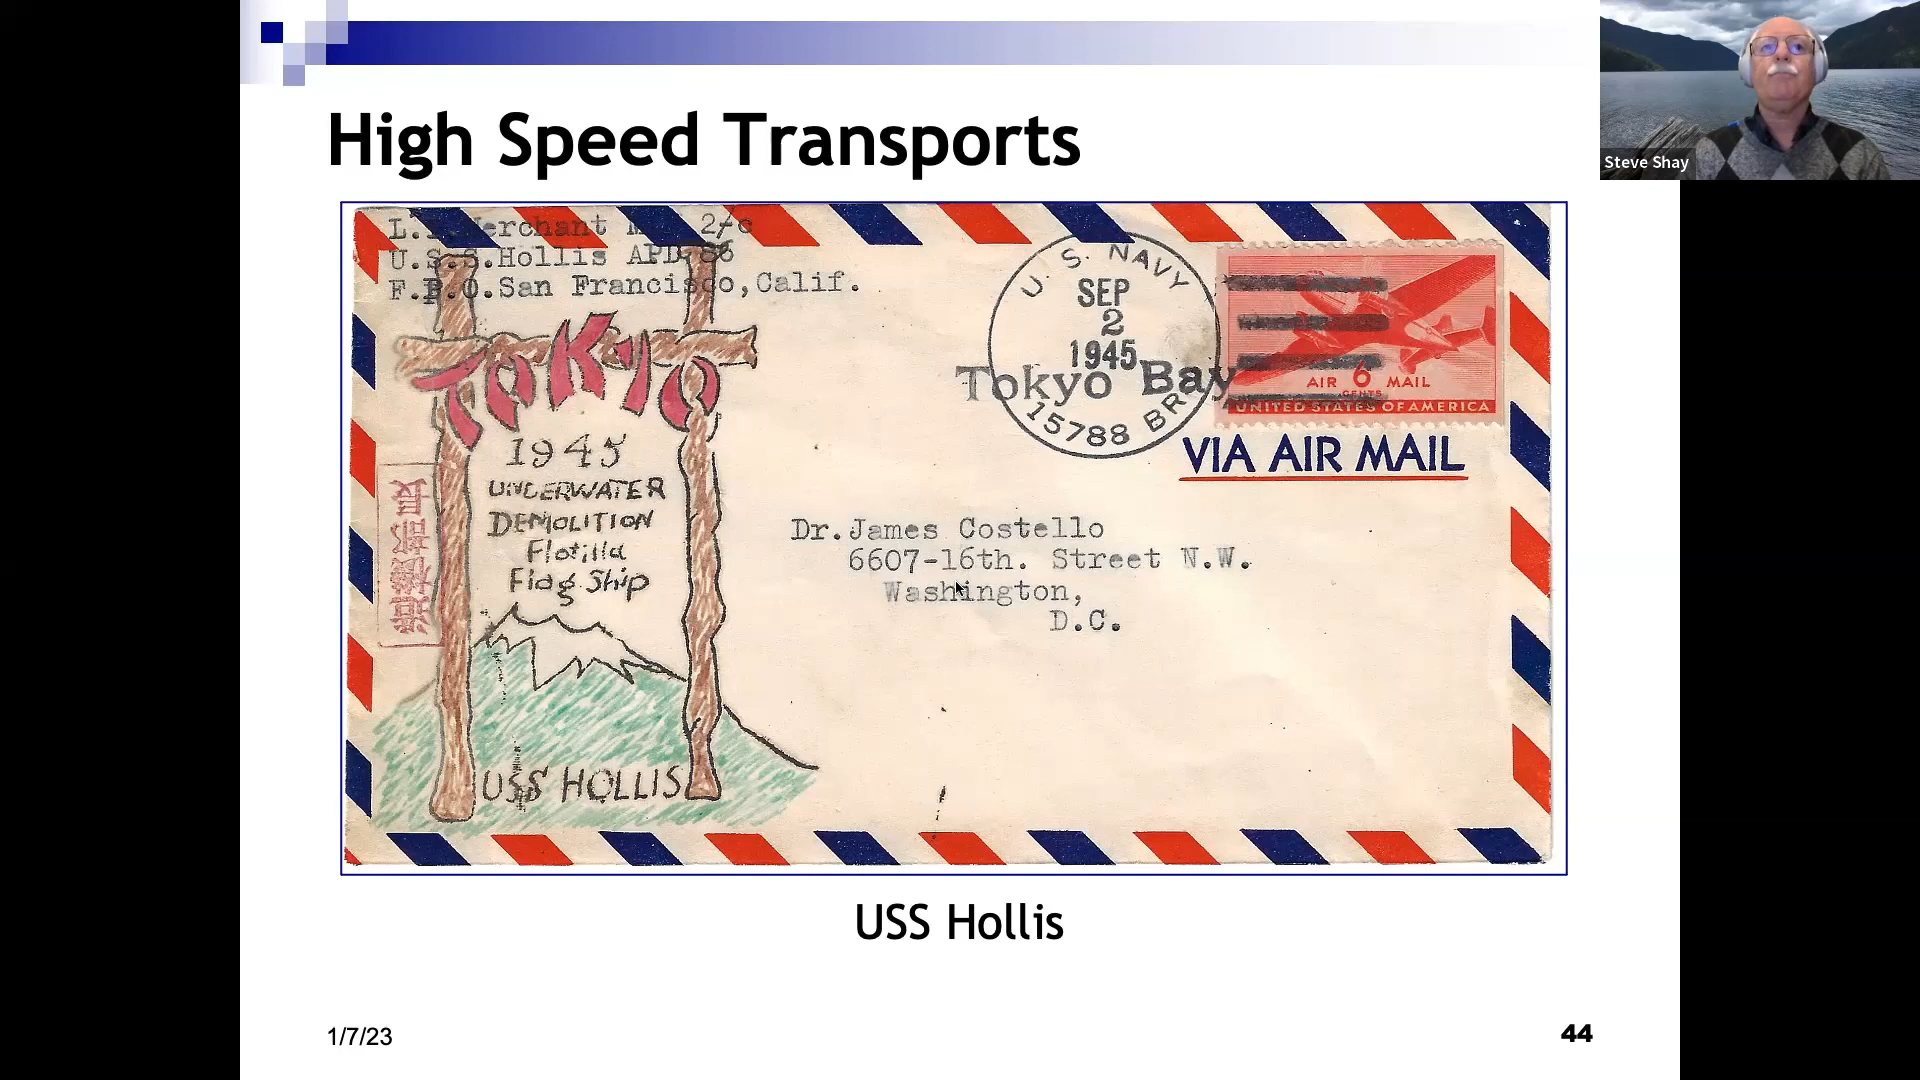 High Speed Transports
Steve Shay
L. Merchant 2/c
U.S.S.Hollis APD 86
F.P.O.San Francisco,Calif.
U. S. NAVY
SEP
2
1945
Tokyo Bay
15788 BR
AIR 6 MAIL
CENTS
UNITED STATES OF AMERICA
VIA AIR MAIL
TOKYO
1945
UNDERWATER
DEMOLITION
Flotilla
Flag Ship
USS HOLLIS
Dr.James Costello
6607-16th. Street N.W.
Washington,
D.C.
USS Hollis
1/7/23
44